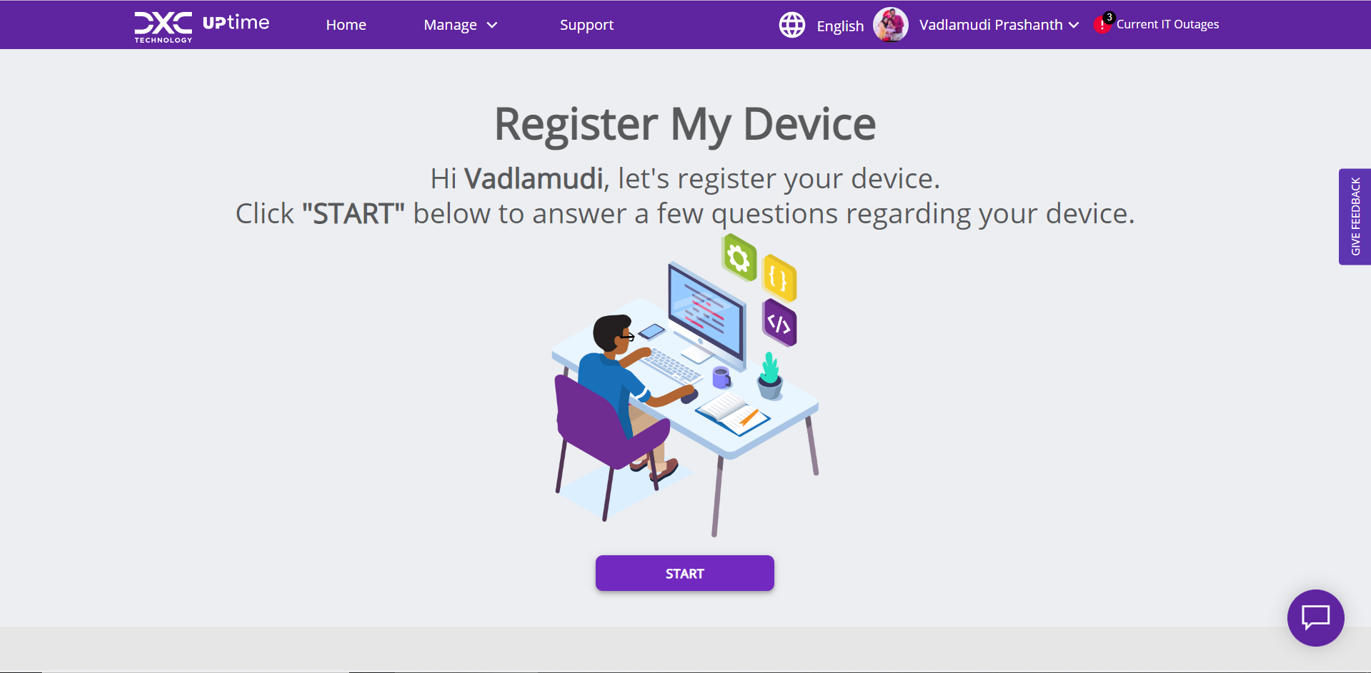 DXC TECHNOLOGY UPtime
Home
Manage
Support
English
Vadlamudi Prashanth
3
Current IT Outages
Register My Device
Hi Vadlamudi, let's register your device.
Click "START" below to answer a few questions regarding your device.
GIVE FEEDBACK
{ }
</>
START